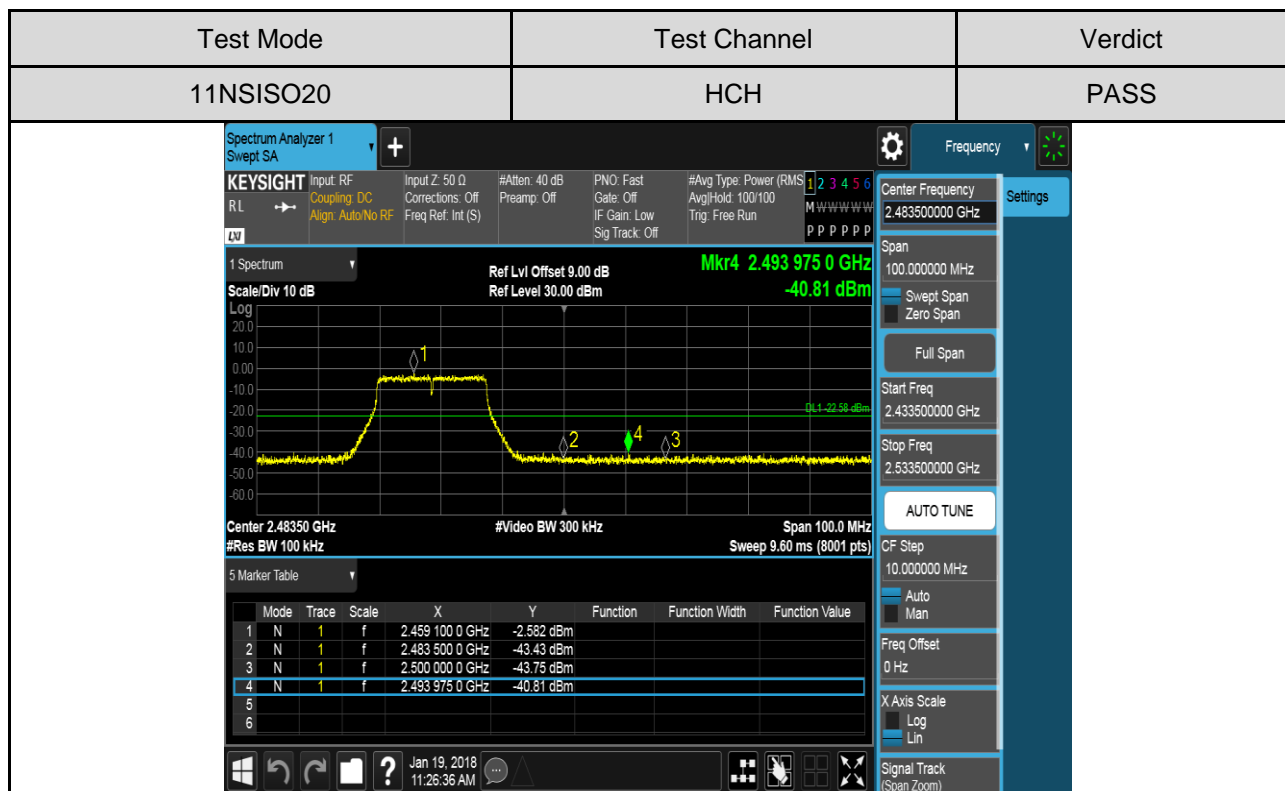 Test Mode Test Channel Verdict
11NSISO20 HCH PASS
Spectrum Analyzer 1
Swept SA
+
Frequency
KEYSIGHT
RL
LXI
Input: RF
Coupling: DC
Align: Auto/No RF
Input Z: 50 Ω
Corrections: Off
Freq Ref: Int (S)
#Atten: 40 dB
Preamp: Off
PNO: Fast
Gate: Off
IF Gain: Low
Sig Track: Off
#Avg Type: Power (RMS
Avg|Hold: 100/100
Trig: Free Run
1 2 3 4 5 6
M W W W W W
P P P P P P
Center Frequency
2.483500000 GHz
Settings
Span
100.000000 MHz
Swept Span
Zero Span
Full Span
Start Freq
2.433500000 GHz
Stop Freq
2.533500000 GHz
AUTO TUNE
CF Step
10.000000 MHz
Auto
Man
Freq Offset
0 Hz
X Axis Scale
Log
Lin
Signal Track
(Span Zoom)
1 Spectrum
Scale/Div 10 dB
Ref Lvl Offset 9.00 dB
Ref Level 30.00 dBm
Mkr4 2.493 975 0 GHz
-40.81 dBm
Log
20.0
10.0
0.00
-10.0
-20.0
-30.0
-40.0
-50.0
-60.0
1
2
4
3
DL1 -22.58 dBm
Center 2.48350 GHz #Video BW 300 kHz Span 100.0 MHz
#Res BW 100 kHz Sweep 9.60 ms (8001 pts)
5 Marker Table
Mode Trace Scale X Y Function Function Width Function Value
1 N 1 f 2.459 100 0 GHz -2.582 dBm
2 N 1 f 2.483 500 0 GHz -43.43 dBm
3 N 1 f 2.500 000 0 GHz -43.75 dBm
4 N 1 f 2.493 975 0 GHz -40.81 dBm
5
6
?
Jan 19, 2018
11:26:36 AM